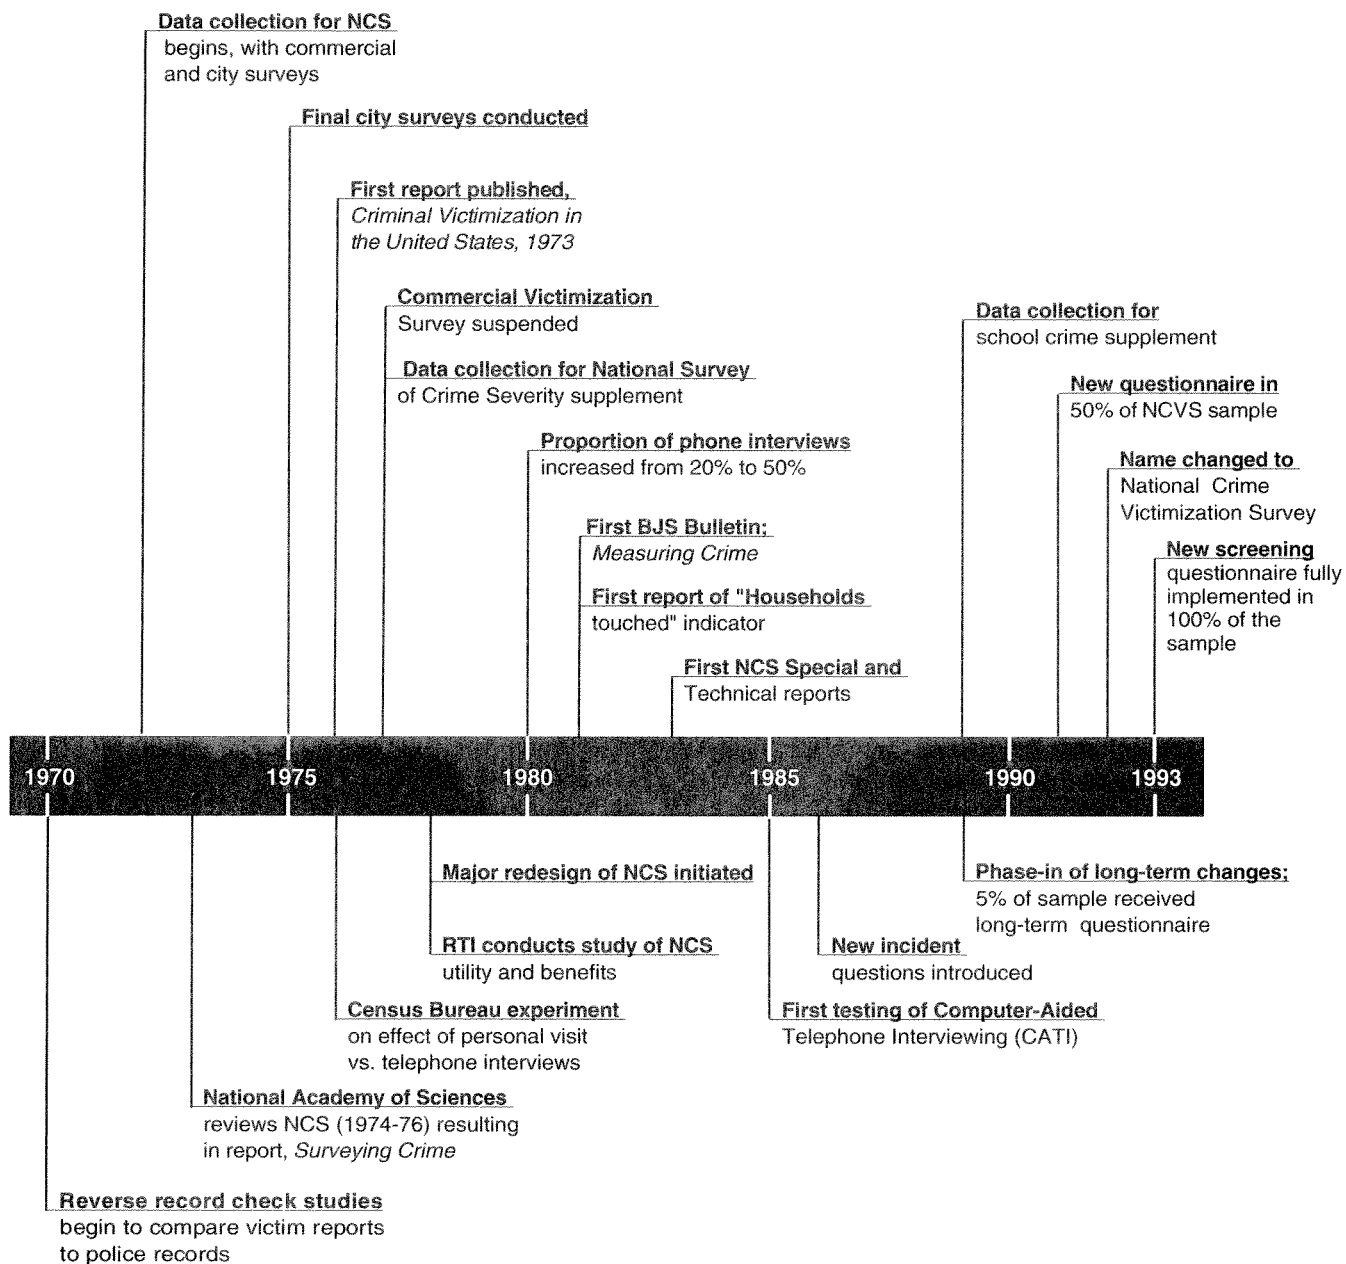 Data collection for NCS
begins, with commercial
and city surveys
Final city surveys conducted
First report published,
Criminal Victimization in
the United States, 1973
Commercial Victimization
Survey suspended
Data collection for National Survey
of Crime Severity supplement
Proportion of phone interviews
increased from 20% to 50%
First BJS Bulletin;
Measuring Crime
First report of "Households
touched" indicator
First NCS Special and
Technical reports
Data collection for
school crime supplement
New questionnaire in
50% of NCVS sample
Name changed to
National Crime
Victimization Survey
New screening
questionnaire fully
implemented in
100% of the
sample
1970 1975 1980 1985 1990 1993
Major redesign of NCS initiated
RTI conducts study of NCS
utility and benefits
Census Bureau experiment
on effect of personal visit
vs. telephone interviews
National Academy of Sciences
reviews NCS (1974-76) resulting
in report, Surveying Crime
Reverse record check studies
begin to compare victim reports
to police records
Phase-in of long-term changes;
5% of sample received
long-term questionnaire
New incident
questions introduced
First testing of Computer-Aided
Telephone Interviewing (CATI)